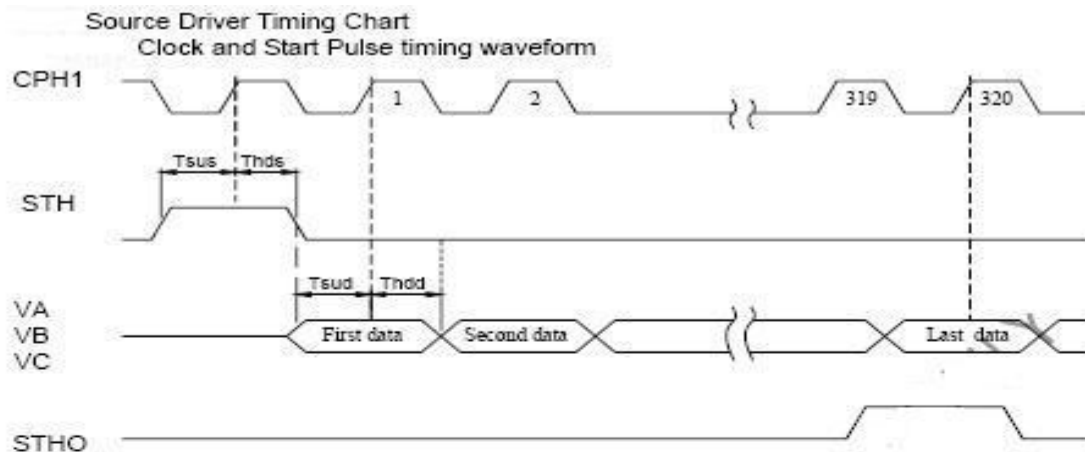 Source Driver Timing Chart
Clock and Start Pulse timing waveform
CPH1
1
2
319
320
Tsus
Thds
STH
Tsud
Thdd
VA
VB
VC
First data
Second data
Last data
STHO